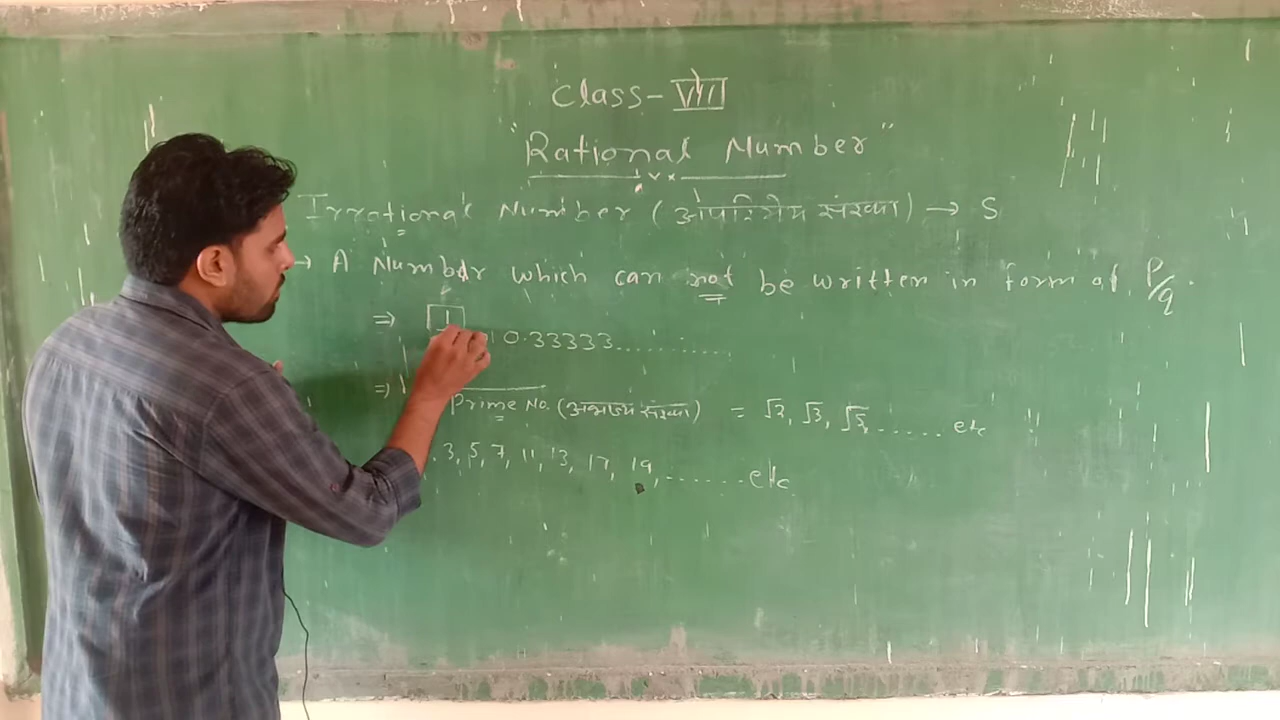 Class-VIII
"Rational Number"
Irrational Number (अपरिमेय संख्या) → S
→ A Number which can not be written in form of P/q.
⇒ 1 0.33333............
⇒ Prime No. (अभाज्य संख्या) = √2, √3, √5, ...... etc
3, 5, 7, 11, 13, 17, 19, ....... etc